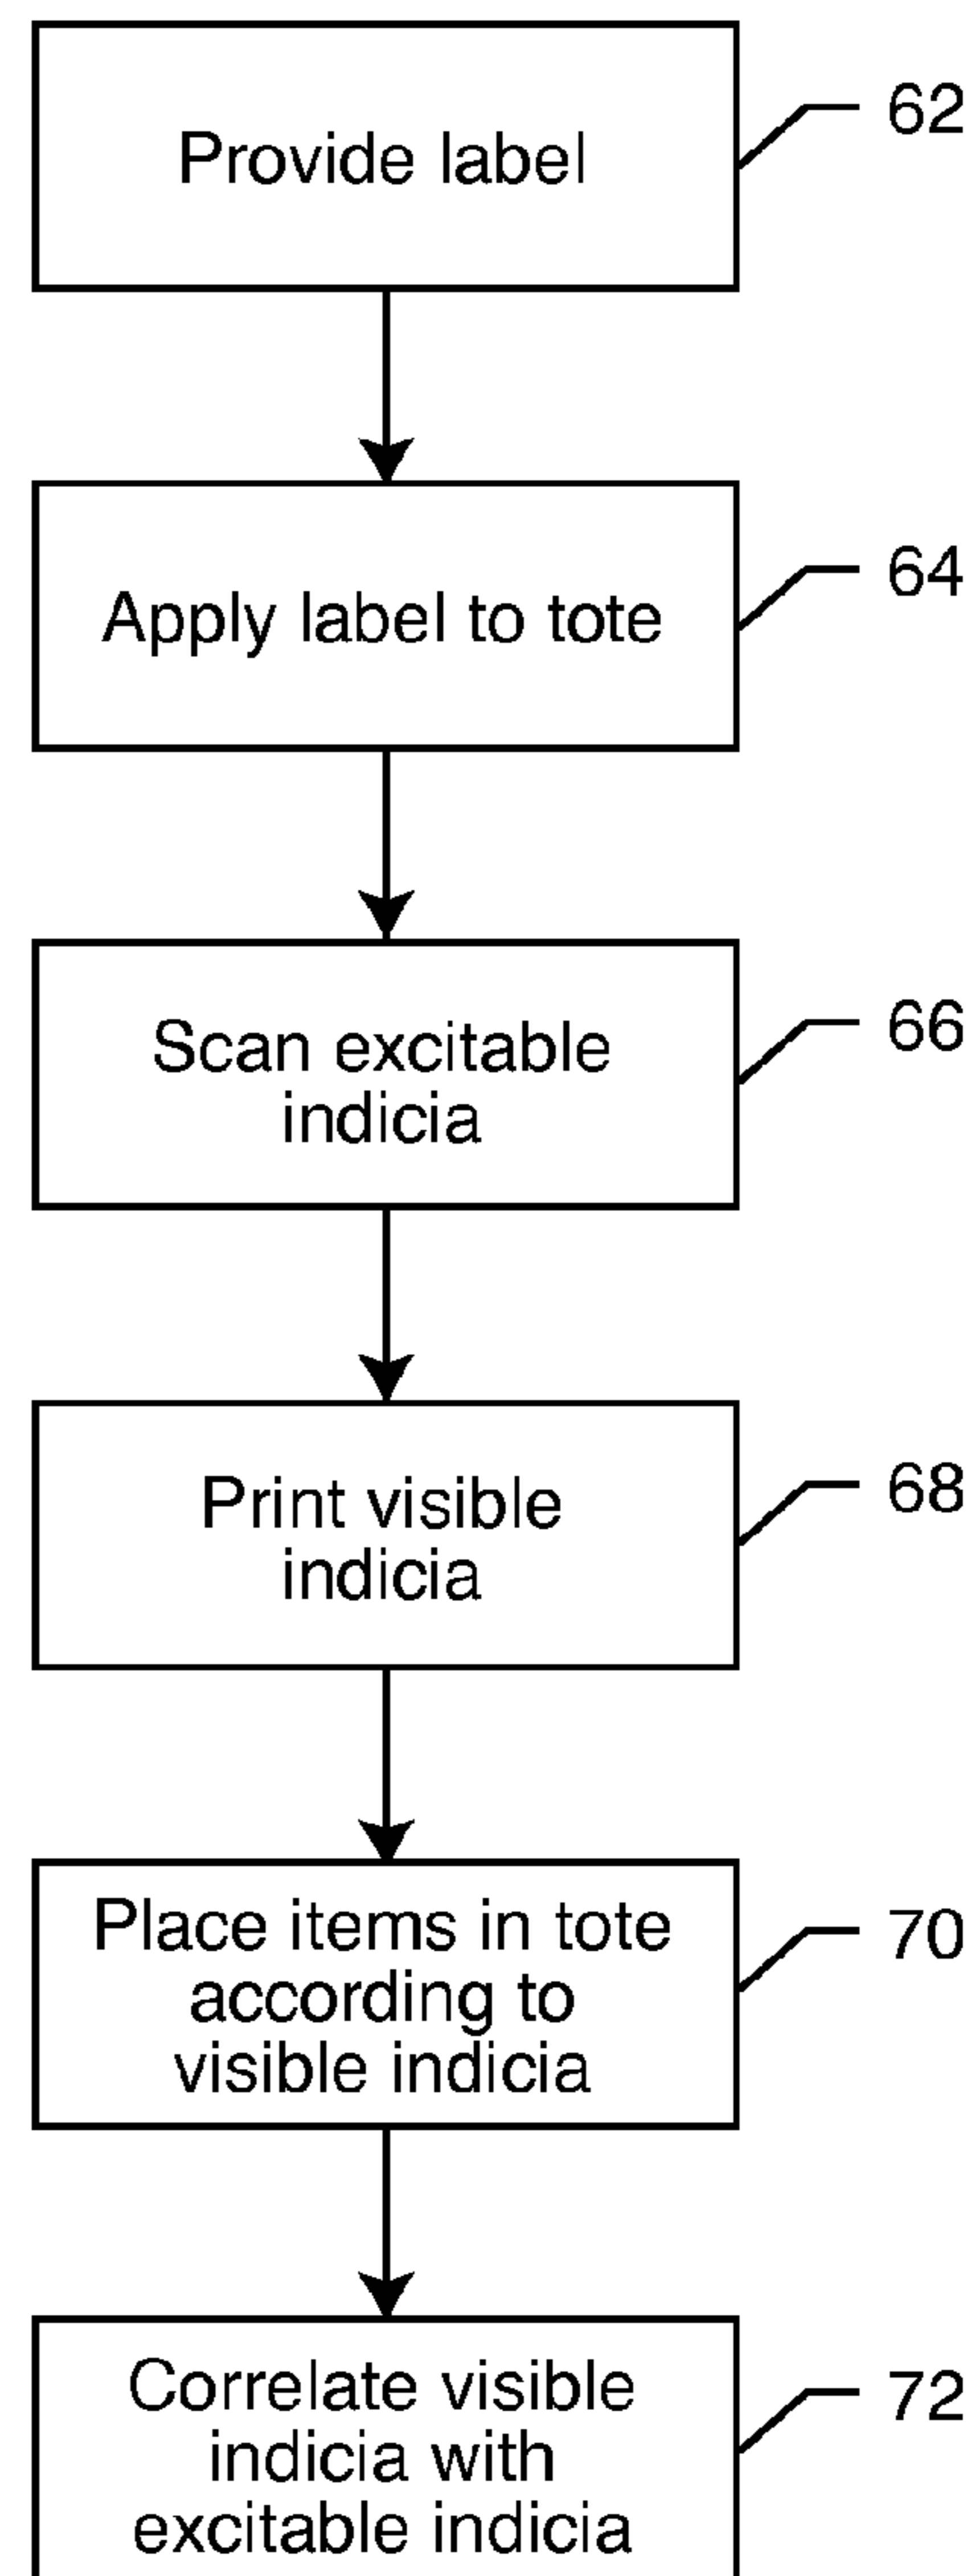 Provide label
62
Apply label to tote
64
Scan excitable
indicia
66
Print visible
indicia
68
Place items in tote
according to
visible indicia
70
Correlate visible
indicia with
excitable indicia
72